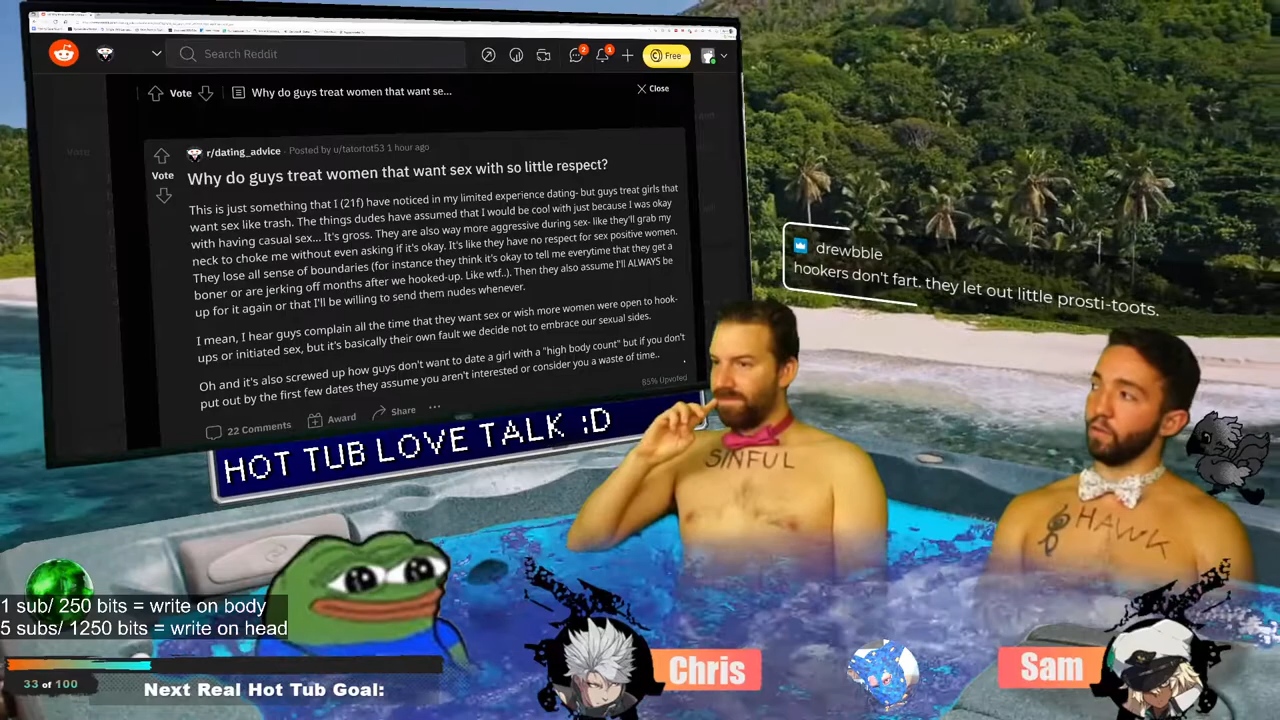 Search Reddit
2
1
Free
Vote
Why do guys treat women that want se...
Close
r/dating_advice · Posted by u/tatortot53 1 hour ago
Vote
Why do guys treat women that want sex with so little respect?
This is just something that I (21f) have noticed in my limited experience dating- but guys treat girls that
want sex like trash. The things dudes have assumed that I would be cool with just because I was okay
with having casual sex... It's gross. They are also way more aggressive during sex- like they'll grab my
neck to choke me without even asking if it's okay. It's like they have no respect for sex positive women.
They lose all sense of boundaries (for instance they think it's okay to tell me everytime that they get a
boner or are jerking off months after we hooked-up. Like wtf..). Then they also assume I'll ALWAYS be
up for it again or that I'll be willing to send them nudes whenever.
I mean, I hear guys complain all the time that they want sex or wish more women were open to hook-
ups or initiated sex, but it's basically their own fault we decide not to embrace our sexual sides.
Oh and it's also screwed up how guys don't want to date a girl with a "high body count" but if you don't
put out by the first few dates they assume you aren't interested or consider you a waste of time..
85% Upvoted
22 Comments
Award
Share
HOT TUB LOVE TALK :D
drewbble
hookers don't fart. they let out little prosti-toots.
SINFUL
HAWK
1 sub/ 250 bits = write on body
5 subs/ 1250 bits = write on head
33 of 100
Next Real Hot Tub Goal:
Chris
Sam